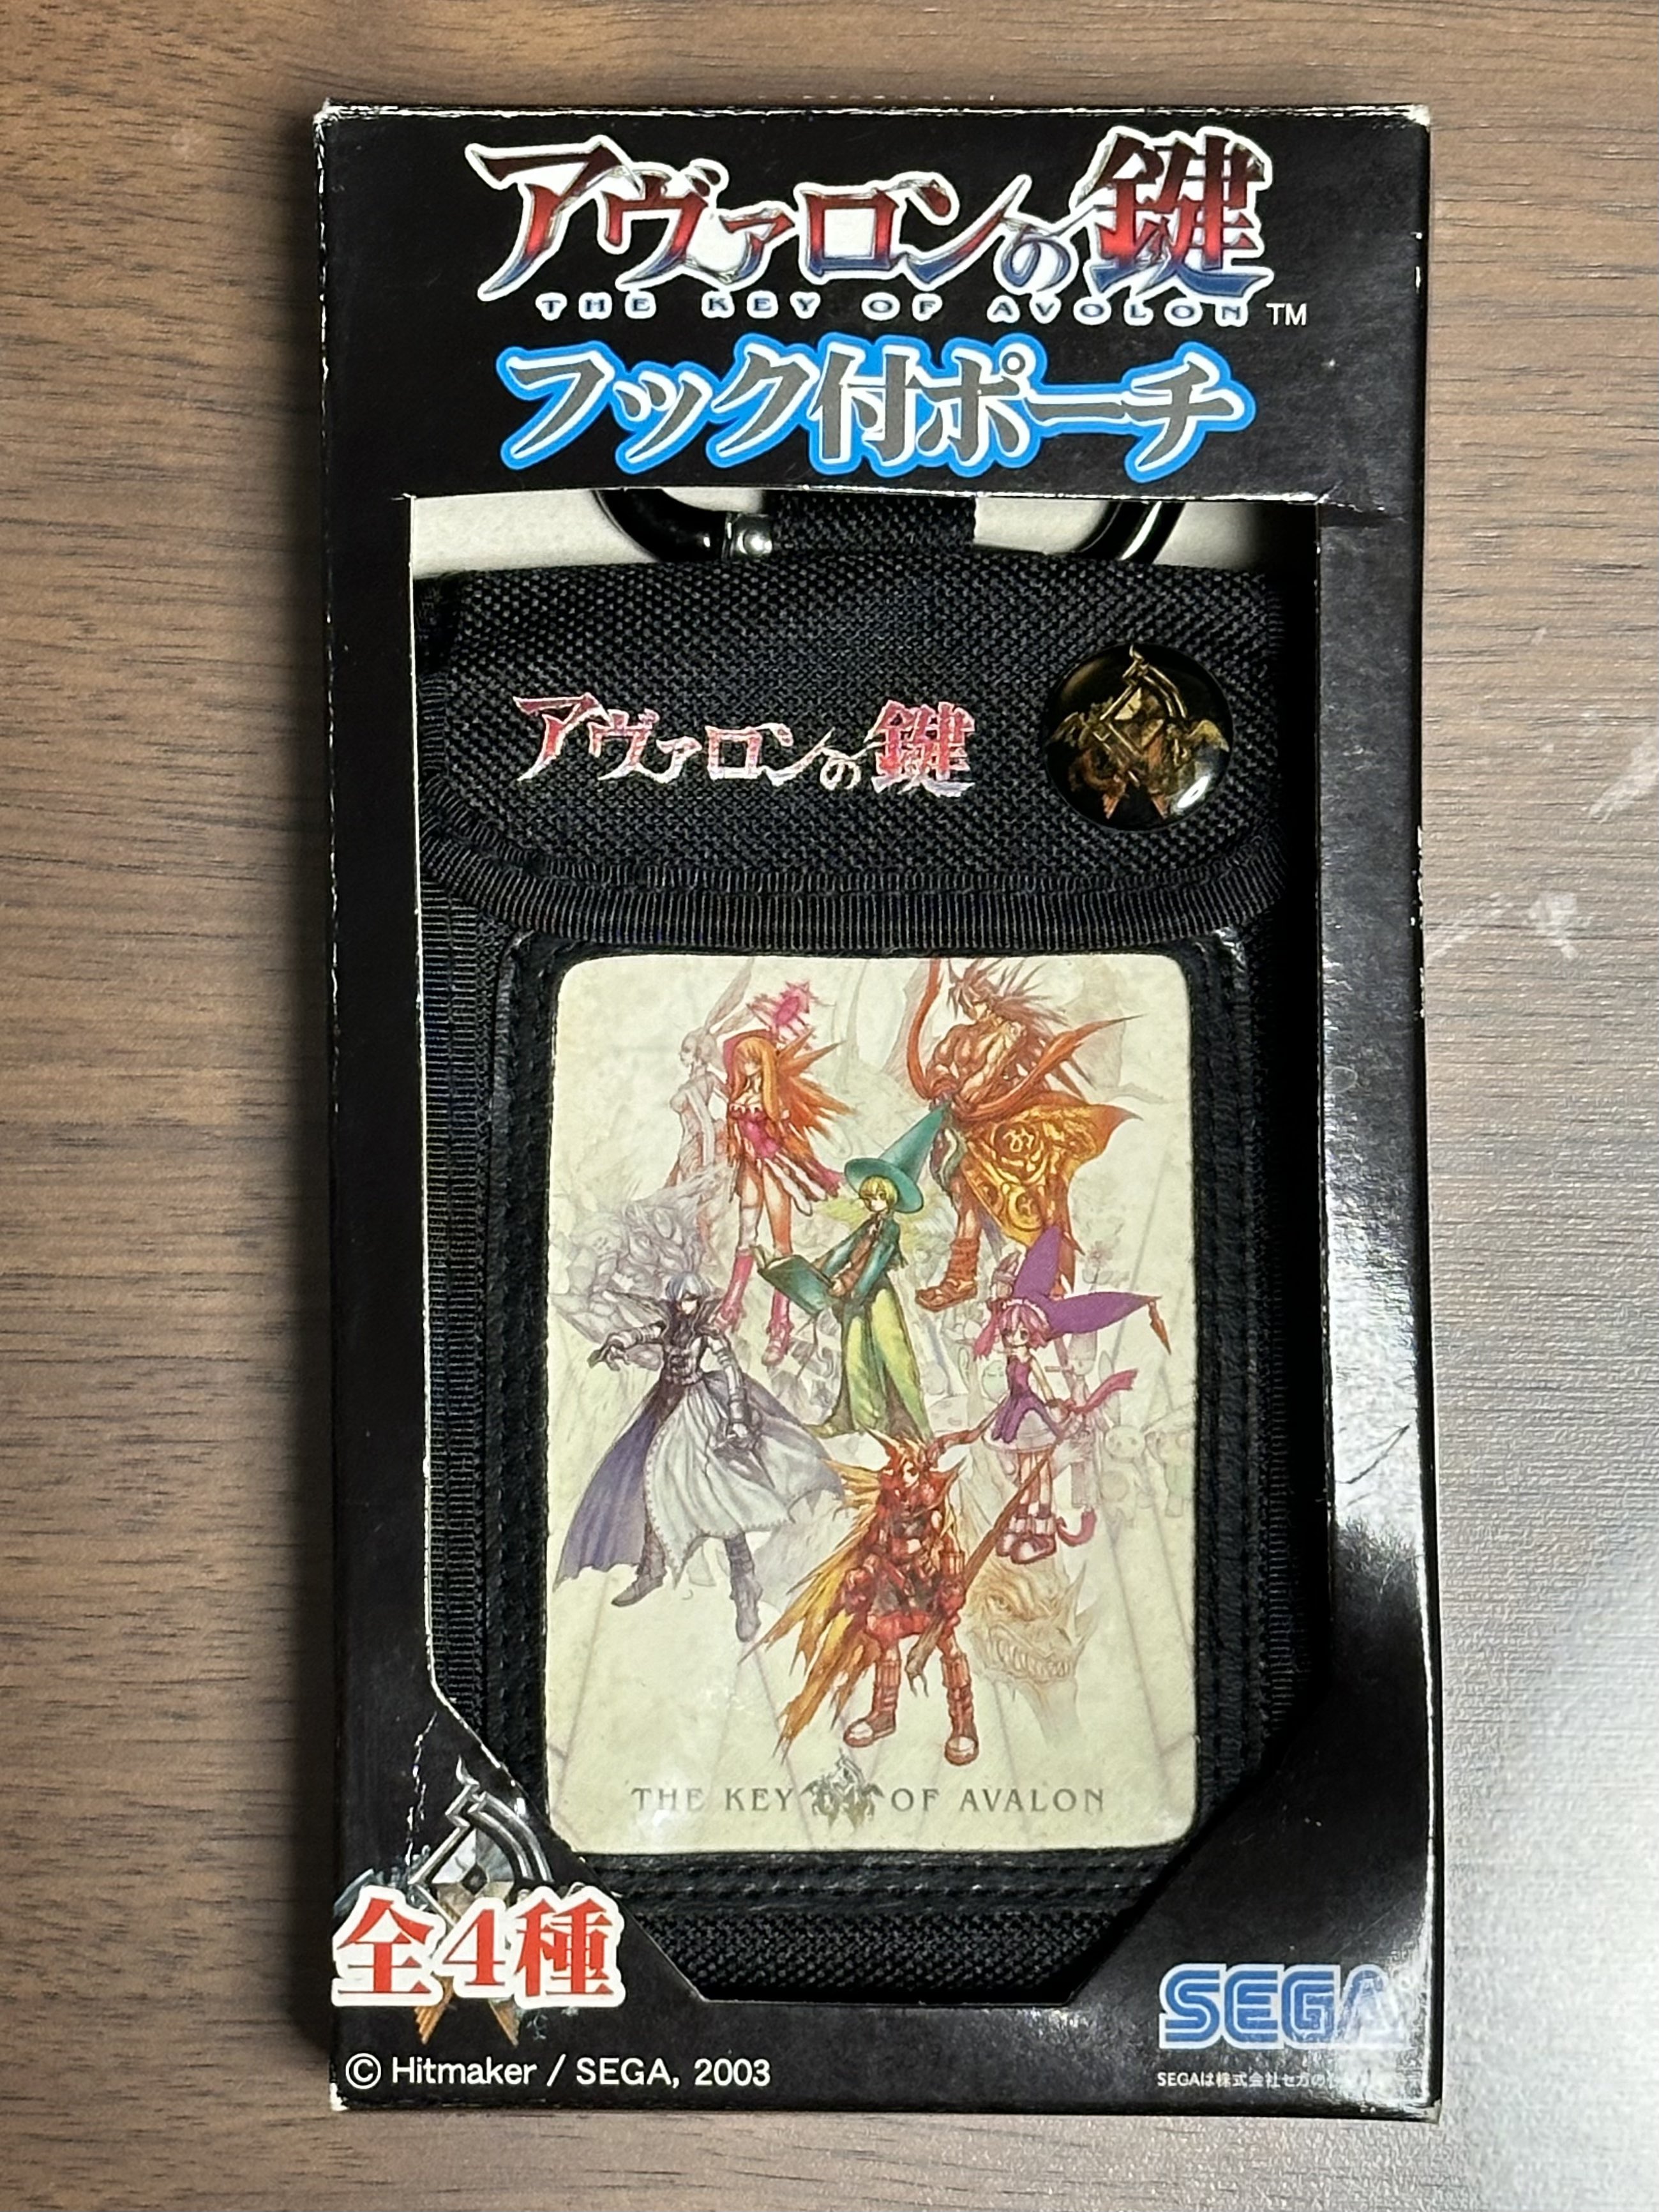 アヴァロンの鍵
THE KEY OF AVOLON TM
フック付ポーチ
アヴァロンの鍵
THE KEY OF AVALON
全4種
SEGA
© Hitmaker / SEGA, 2003
SEGAは株式会社セガの